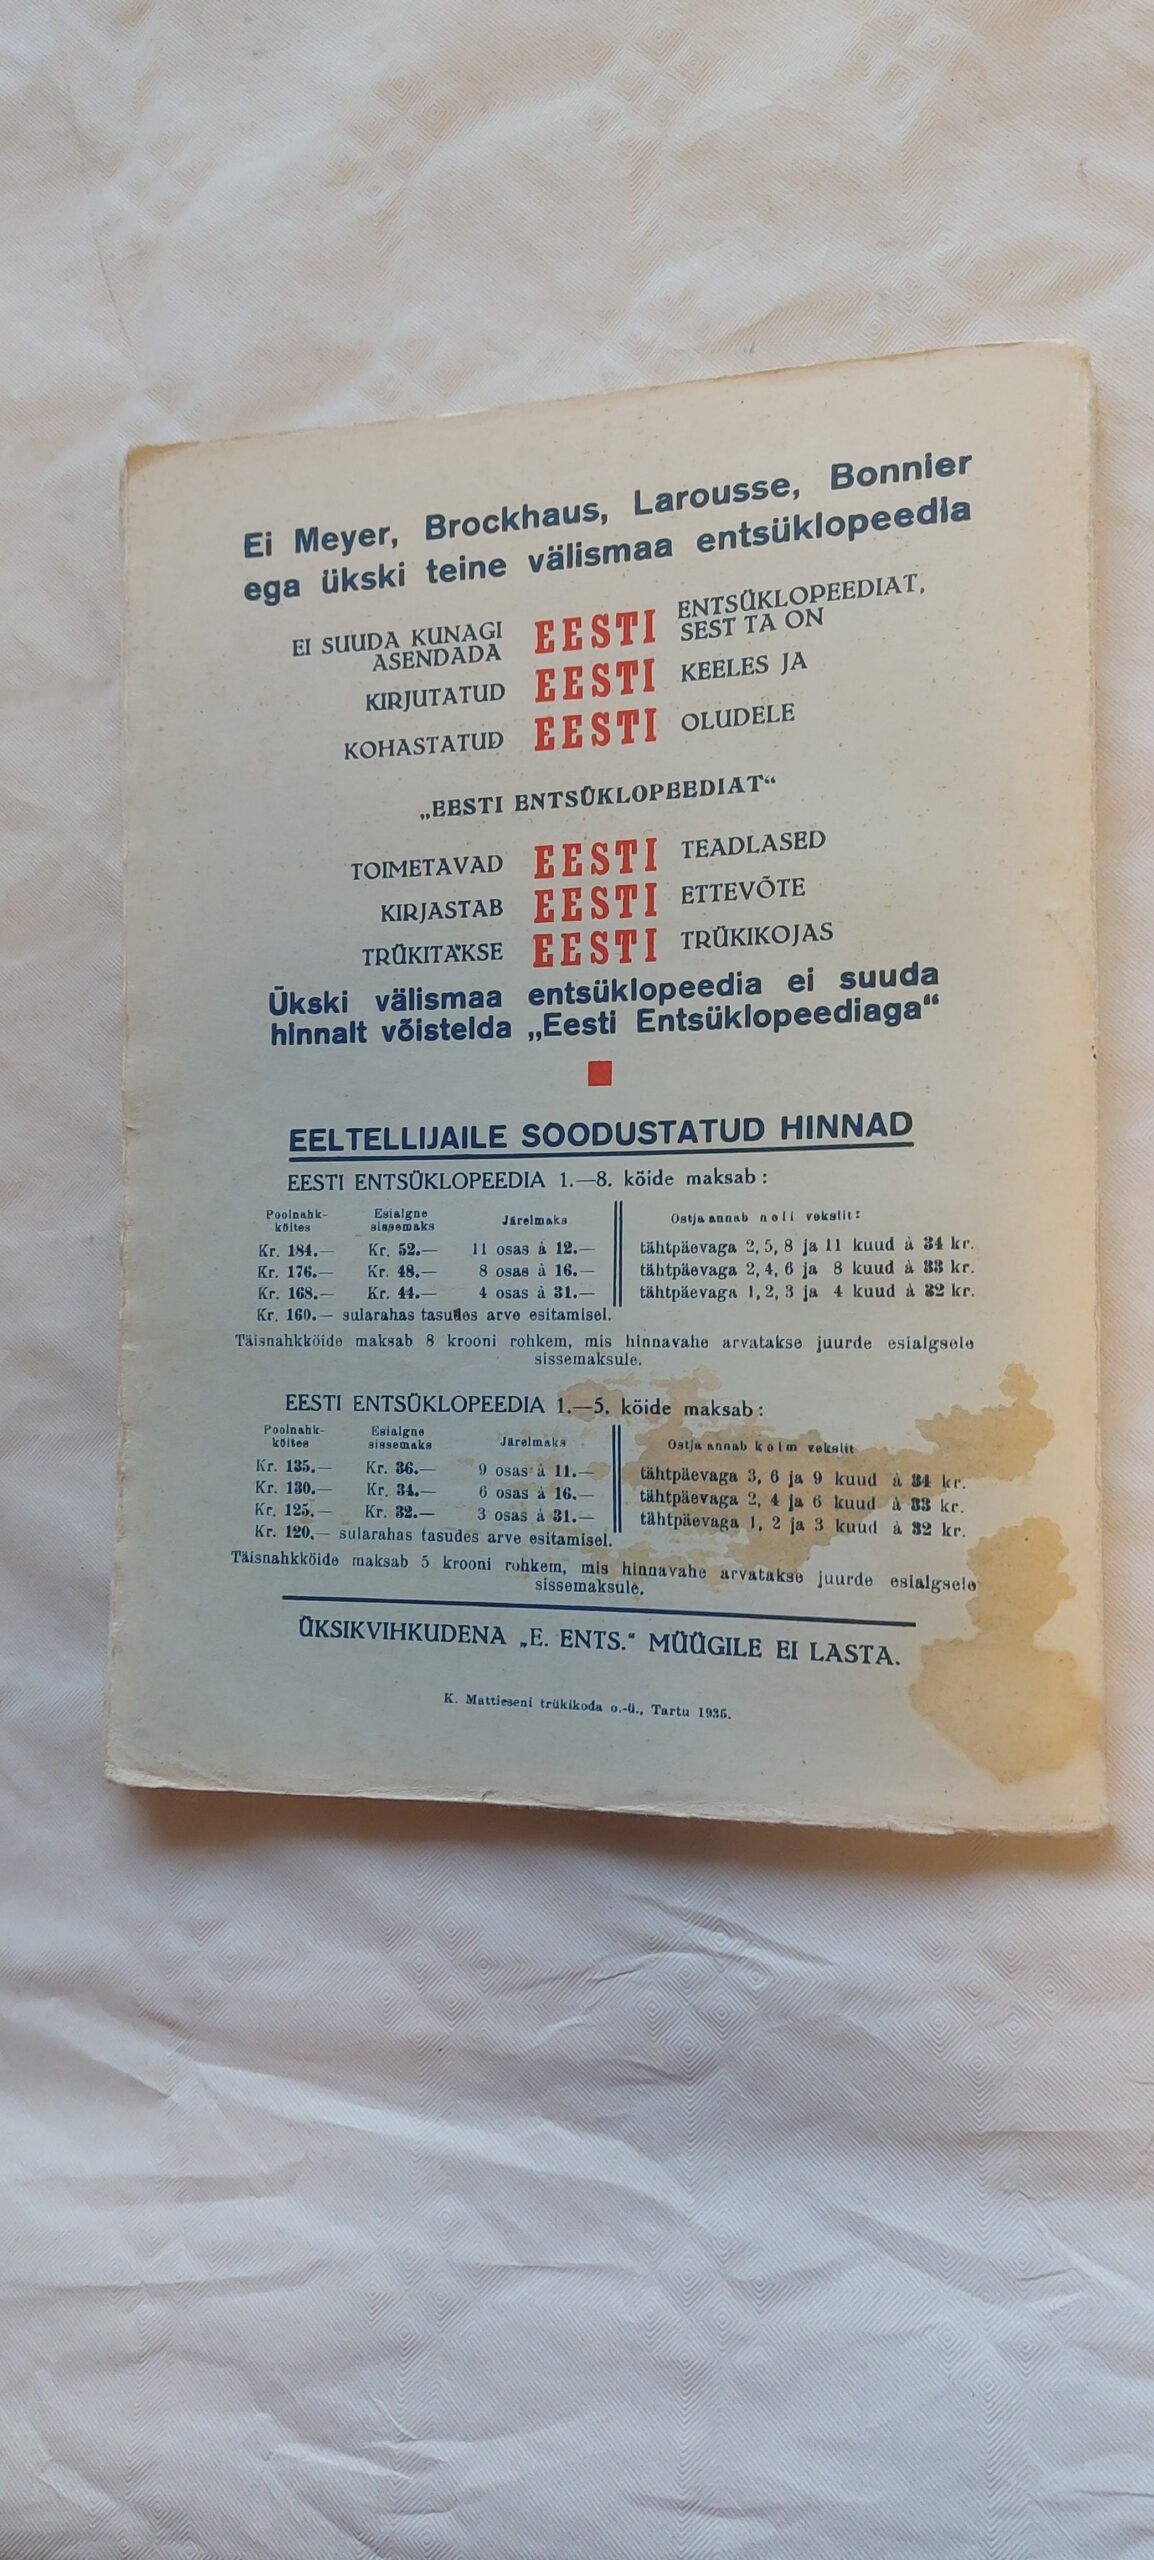 Ei Meyer, Brockhaus, Larousse, Bonnier
ega ükski teine välismaa entsüklopeedia
EI SUUDA KUNAGI ASENDADA EESTI ENTSÜKLOPEEDIAT, SEST TA ON
KIRJUTATUD EESTI KEELES JA
KOHASTATUD EESTI OLUDELE
„EESTI ENTSÜKLOPEEDIAT“
TOIMETAVAD EESTI TEADLASED
KIRJASTAB EESTI ETTEVÕTE
TRÜKITAKSE EESTI TRÜKIKOJAS
Ükski välismaa entsüklopeedia ei suuda
hinnalt võistelda „Eesti Entsüklopeediaga“
EELTELLIJAILE SOODUSTATUD HINNAD
EESTI ENTSÜKLOPEEDIA 1.—8. köide maksab:
Poolnahk-köites Esialgne sissemaks Järelmaks Ostja annab neli vekslit:
Kr. 184.— Kr. 52.— 11 osas à 12.— tähtpäevaga 2, 5, 8 ja 11 kuud à 34 kr.
Kr. 176.— Kr. 48.— 8 osas à 16.— tähtpäevaga 2, 4, 6 ja 8 kuud à 33 kr.
Kr. 168.— Kr. 44.— 4 osas à 31.— tähtpäevaga 1, 2, 3 ja 4 kuud à 32 kr.
Kr. 160.— sularahas tasudes arve esitamisel.
Täisnahkköide maksab 8 krooni rohkem, mis hinnavahe arvatakse juurde esialgsele
sissemaksule.
EESTI ENTSÜKLOPEEDIA 1.—5. köide maksab:
Poolnahk-köites Esialgne sissemaks Järelmaks Ostja annab kolm vekslit
Kr. 135.— Kr. 36.— 9 osas à 11.— tähtpäevaga 3, 6 ja 9 kuud à 34 kr.
Kr. 130.— Kr. 34.— 6 osas à 16.— tähtpäevaga 2, 4 ja 6 kuud à 33 kr.
Kr. 125.— Kr. 32.— 3 osas à 31.— tähtpäevaga 1, 2 ja 3 kuud à 32 kr.
Kr. 120.— sularahas tasudes arve esitamisel.
Täisnahkköide maksab 5 krooni rohkem, mis hinnavahe arvatakse juurde esialgsele
sissemaksule.
ÜKSIKVIHKUDENA „E. ENTS.“ MÜÜGILE EI LASTA.
K. Mattieseni trükikoda o.-ü., Tartu 1935.